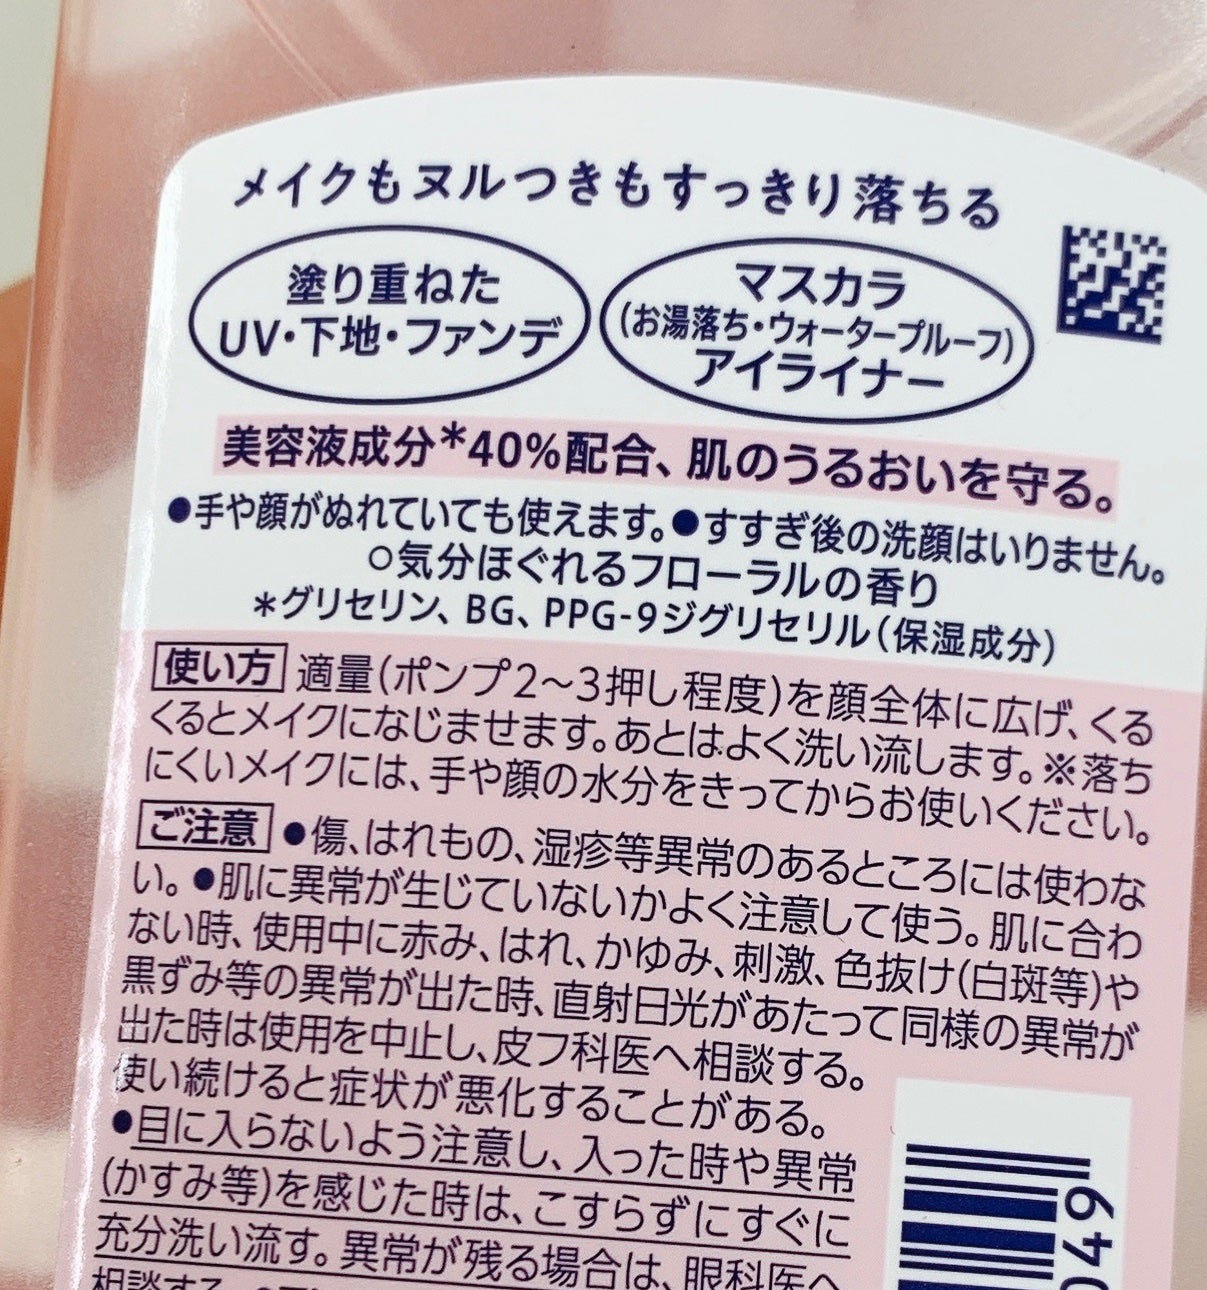 メイクもヌルつきもすっきり落ちる
塗り重ねた
UV・下地・ファンデ
マスカラ
(お湯落ち・ウォータープルーフ)
アイライナー
美容液成分*40%配合、肌のうるおいを守る。
●手や顔がぬれていても使えます。●すすぎ後の洗顔はいりません。
○気分ほぐれるフローラルの香り
*グリセリン、BG、PPG-9ジグリセリル(保湿成分)
使い方 適量(ポンプ2〜3押し程度)を顔全体に広げ、くる
くるとメイクになじませます。あとはよく洗い流します。※落ち
にくいメイクには、手や顔の水分をきってからお使いください。
ご注意 ●傷、はれもの、湿疹等異常のあるところには使わな
い。●肌に異常が生じていないかよく注意して使う。肌に合わ
ない時、使用中に赤み、はれ、かゆみ、刺激、色抜け(白斑等)や
黒ずみ等の異常が出た時、直射日光があたって同様の異常が
出た時は使用を中止し、皮フ科医へ相談する。
使い続けると症状が悪化することがある。
●目に入らないよう注意し、入った時や異常
(かすみ等)を感じた時は、こすらずにすぐに
充分洗い流す。異常が残る場合は、眼科医へ
相談する。
049